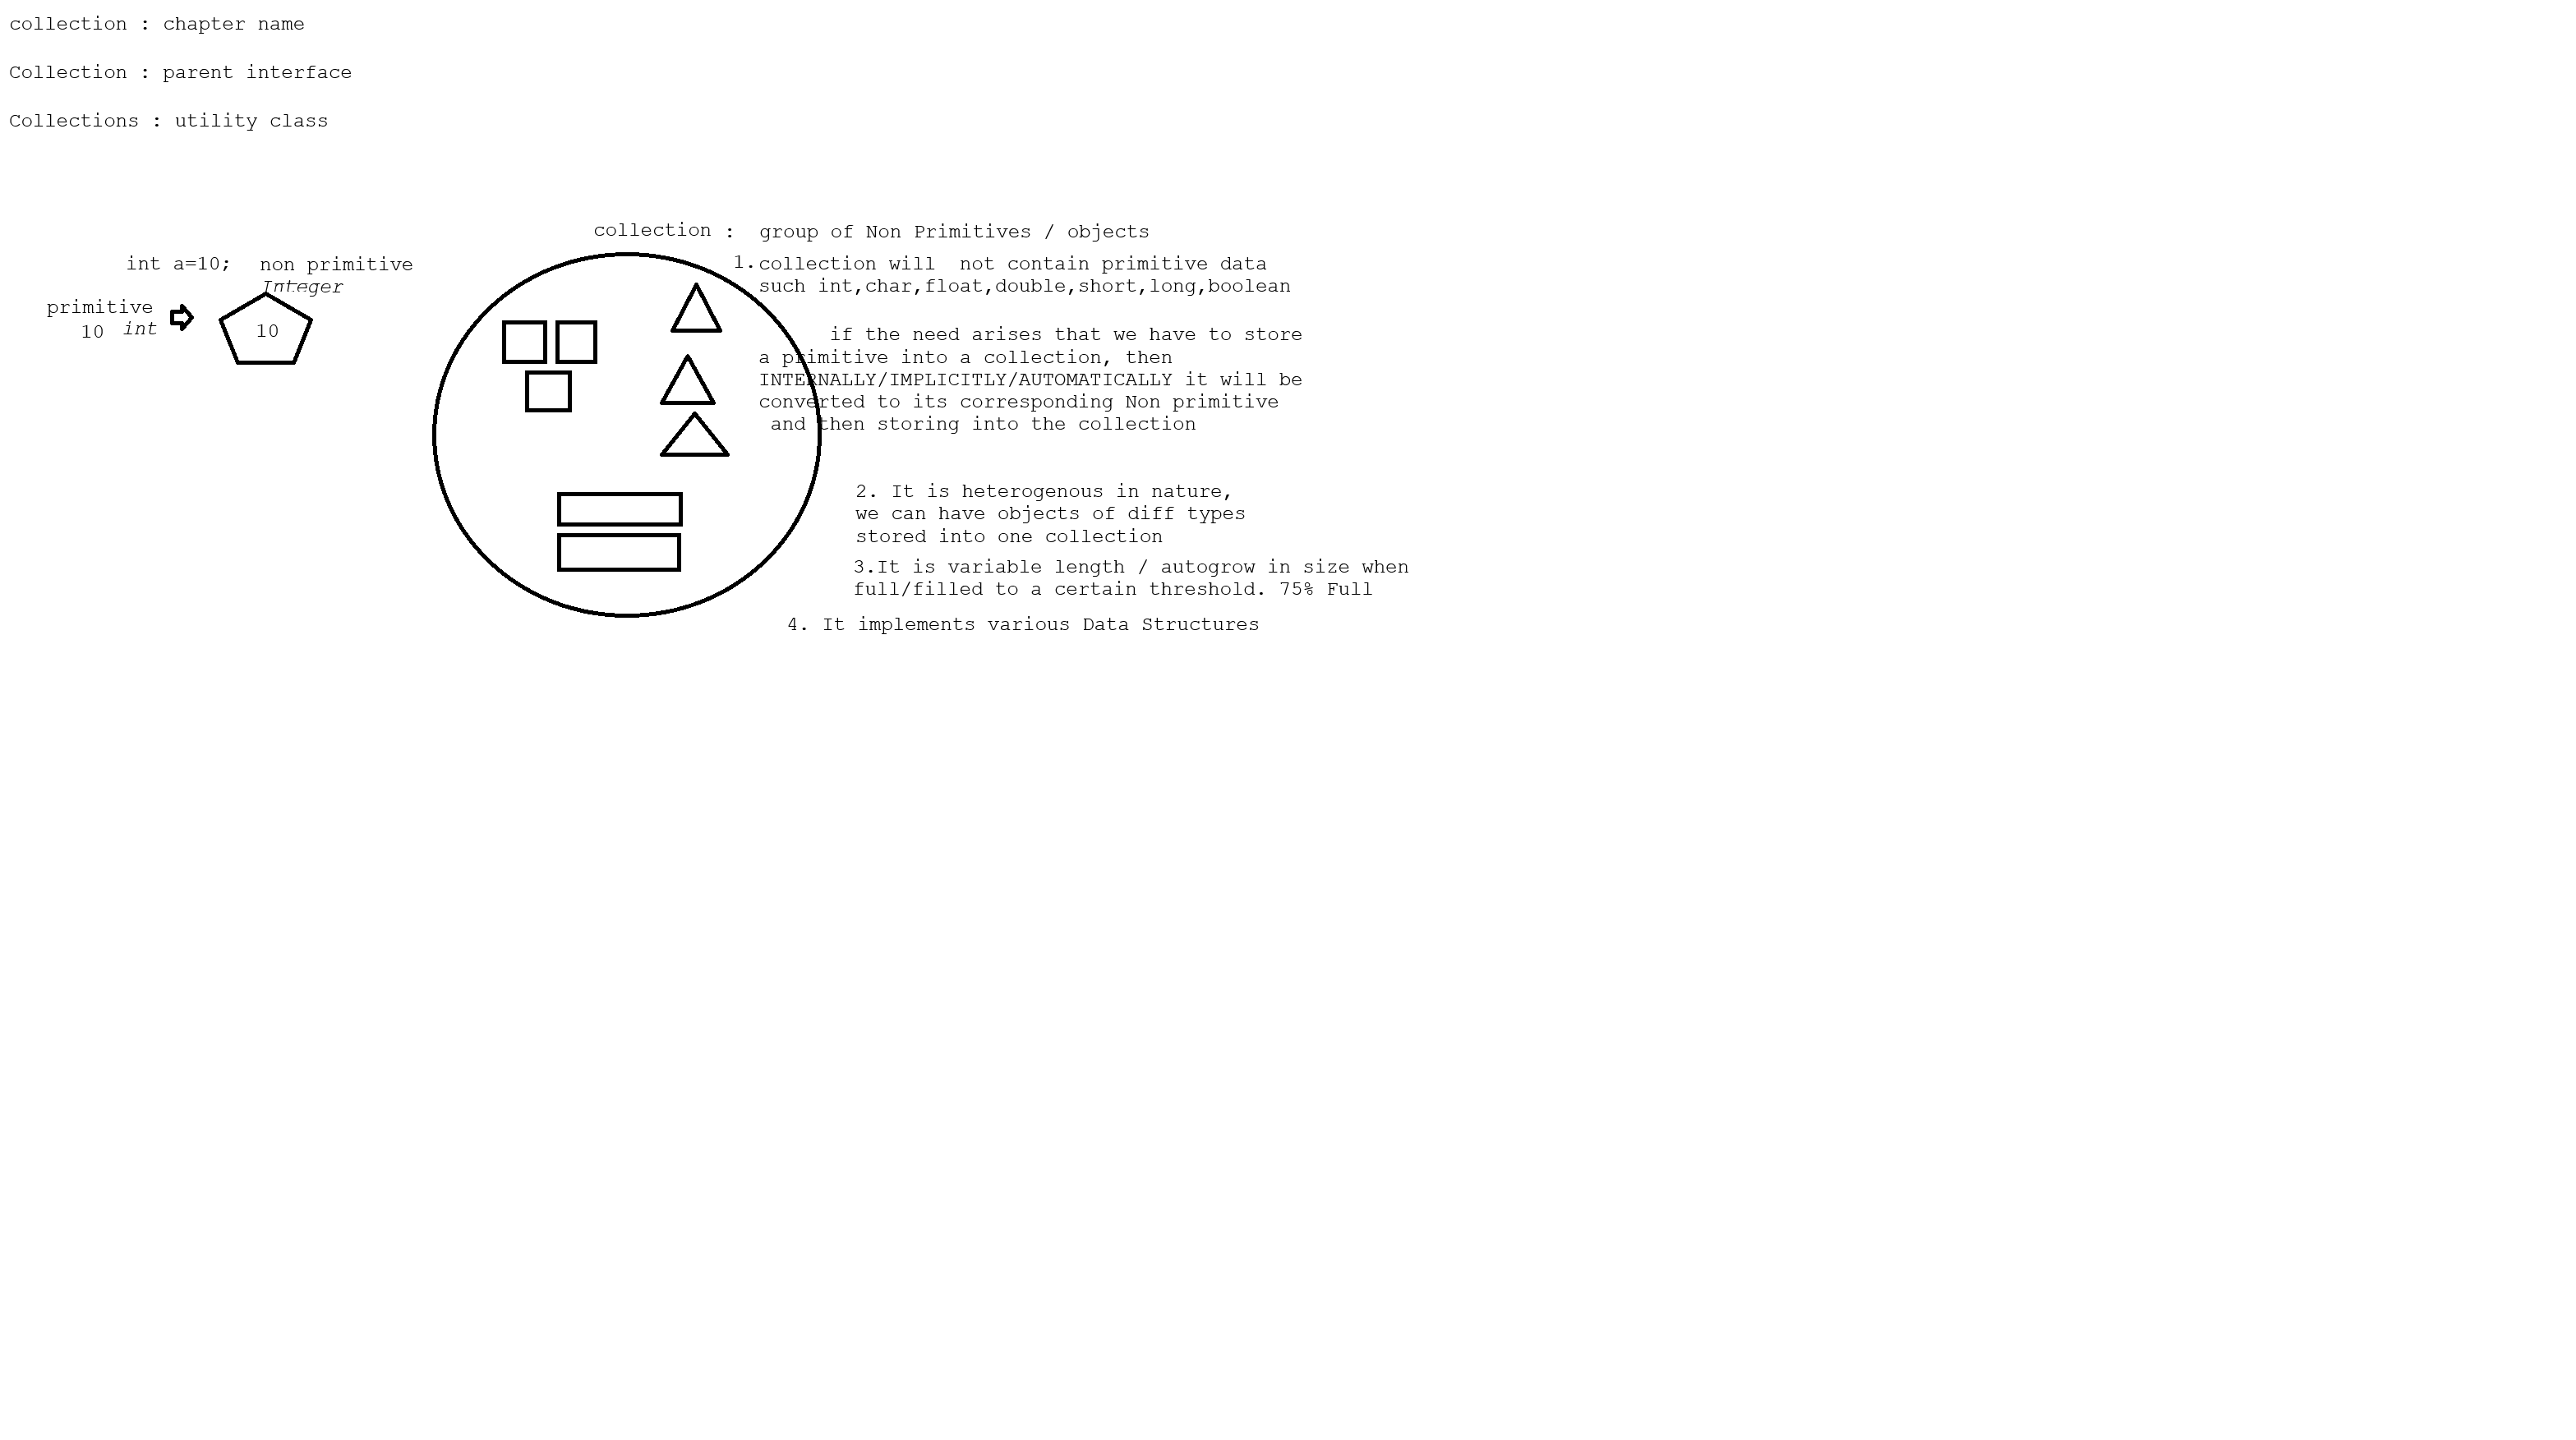 collection : chapter name
Collection : parent interface
Collections : utility class
collection :  group of Non Primitives / objects
int a=10;  non primitive
Integer
primitive
10 int
10
1.collection will  not contain primitive data
such int,char,float,double,short,long,boolean
if the need arises that we have to store
a primitive into a collection, then
INTERNALLY/IMPLICITLY/AUTOMATICALLY it will be
converted to its corresponding Non primitive
and then storing into the collection
2. It is heterogenous in nature,
we can have objects of diff types
stored into one collection
3.It is variable length / autogrow in size when
full/filled to a certain threshold. 75% Full
4. It implements various Data Structures